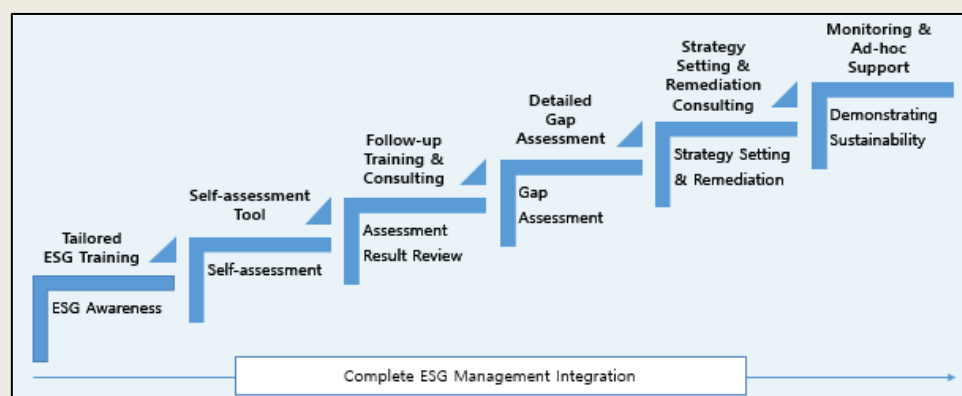 Tailored
ESG Training
ESG Awareness
Self-assessment
Tool
Self-assessment
Follow-up
Training &
Consulting
Assessment
Result Review
Detailed
Gap
Assessment
Gap
Assessment
Strategy
Setting &
Remediation
Consulting
Strategy Setting
& Remediation
Monitoring &
Ad-hoc
Support
Demonstrating
Sustainability
Complete ESG Management Integration